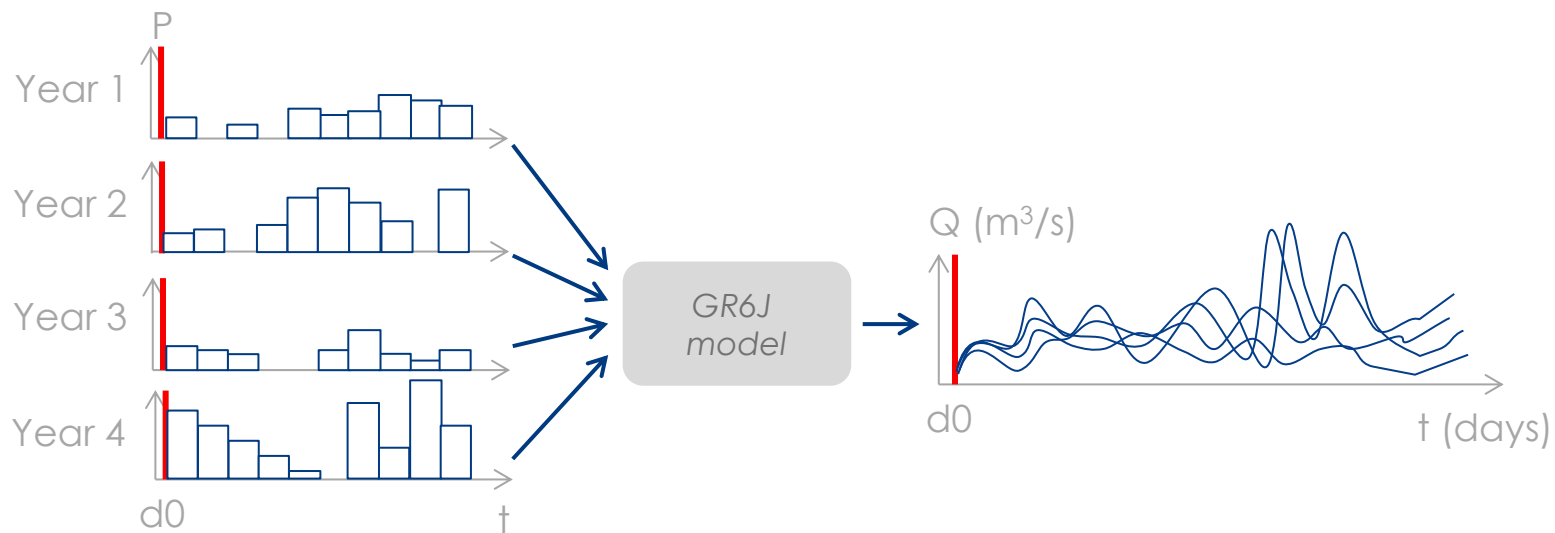 P
Year 1
Year 2
Year 3
Year 4
d0
t
GR6J
model
Q (m³/s)
d0
t (days)